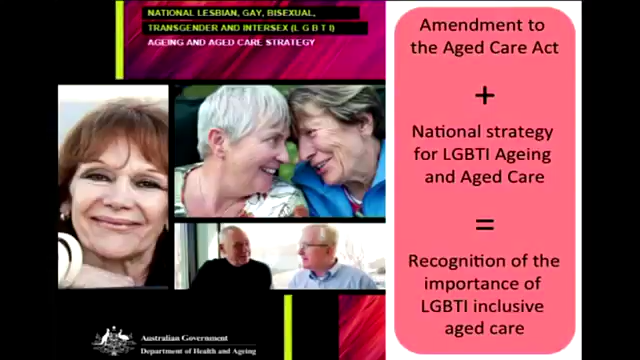 NATIONAL LESBIAN, GAY, BISEXUAL,
TRANSGENDER AND INTERSEX (L G B T I)
AGEING AND AGED CARE STRATEGY
Australian Government
Department of Health and Ageing
Amendment to
the Aged Care Act
+
National strategy
for LGBTI Ageing
and Aged Care
=
Recognition of the
importance of
LGBTI inclusive
aged care